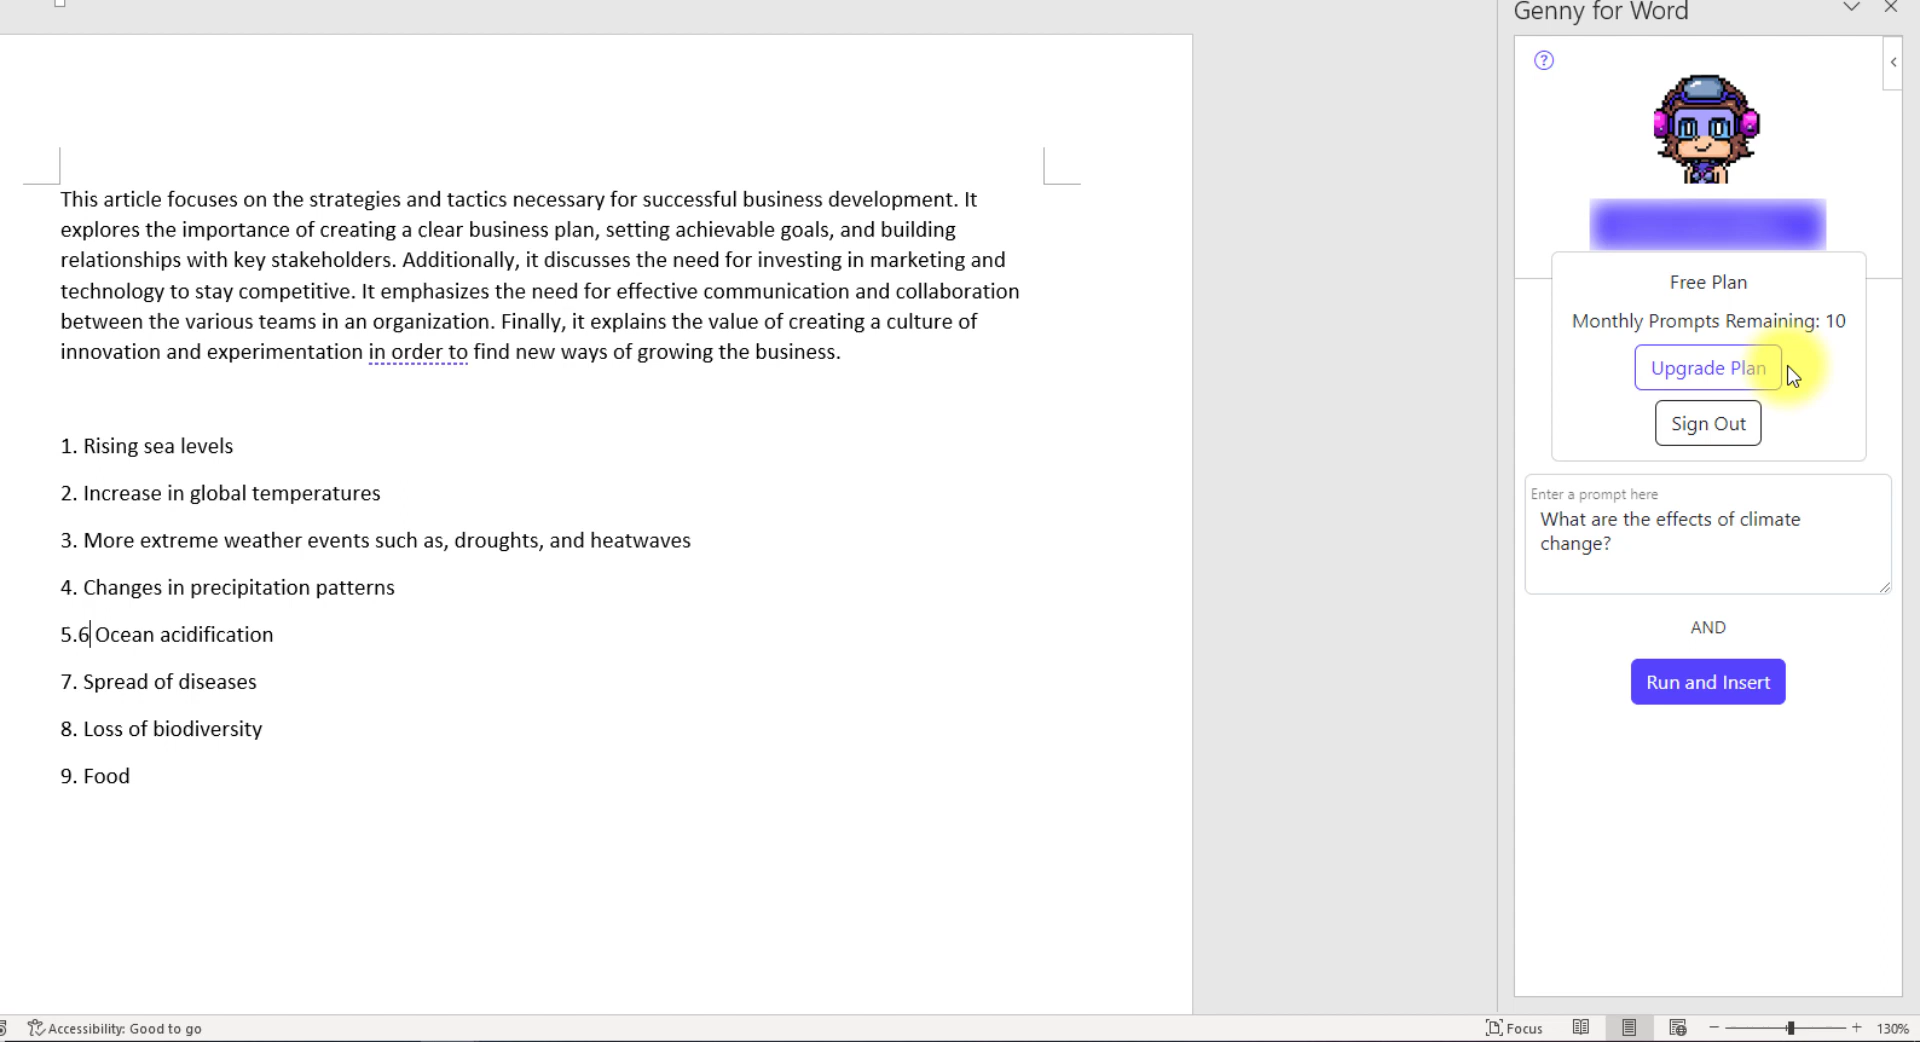 Genny for Word
This article focuses on the strategies and tactics necessary for successful business development. It
explores the importance of creating a clear business plan, setting achievable goals, and building
relationships with key stakeholders. Additionally, it discusses the need for investing in marketing and
technology to stay competitive. It emphasizes the need for effective communication and collaboration
between the various teams in an organization. Finally, it explains the value of creating a culture of
innovation and experimentation in order to find new ways of growing the business.
1. Rising sea levels
2. Increase in global temperatures
3. More extreme weather events such as, droughts, and heatwaves
4. Changes in precipitation patterns
5.6 Ocean acidification
7. Spread of diseases
8. Loss of biodiversity
9. Food
?
Free Plan
Monthly Prompts Remaining: 10
Upgrade Plan
Sign Out
Enter a prompt here
What are the effects of climate
change?
AND
Run and Insert
Accessibility: Good to go
Focus
130%